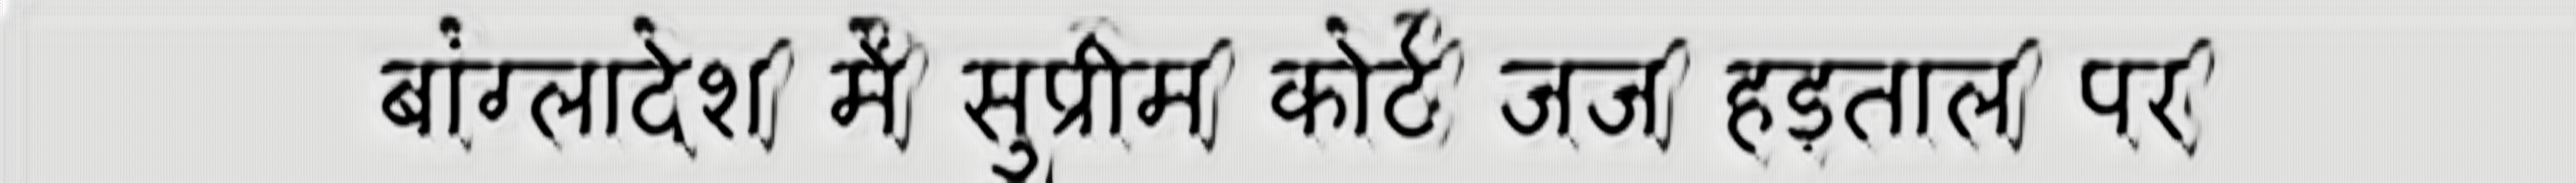 बांग्लादेश में सुप्रीम कोर्ट जज हड़ताल पर